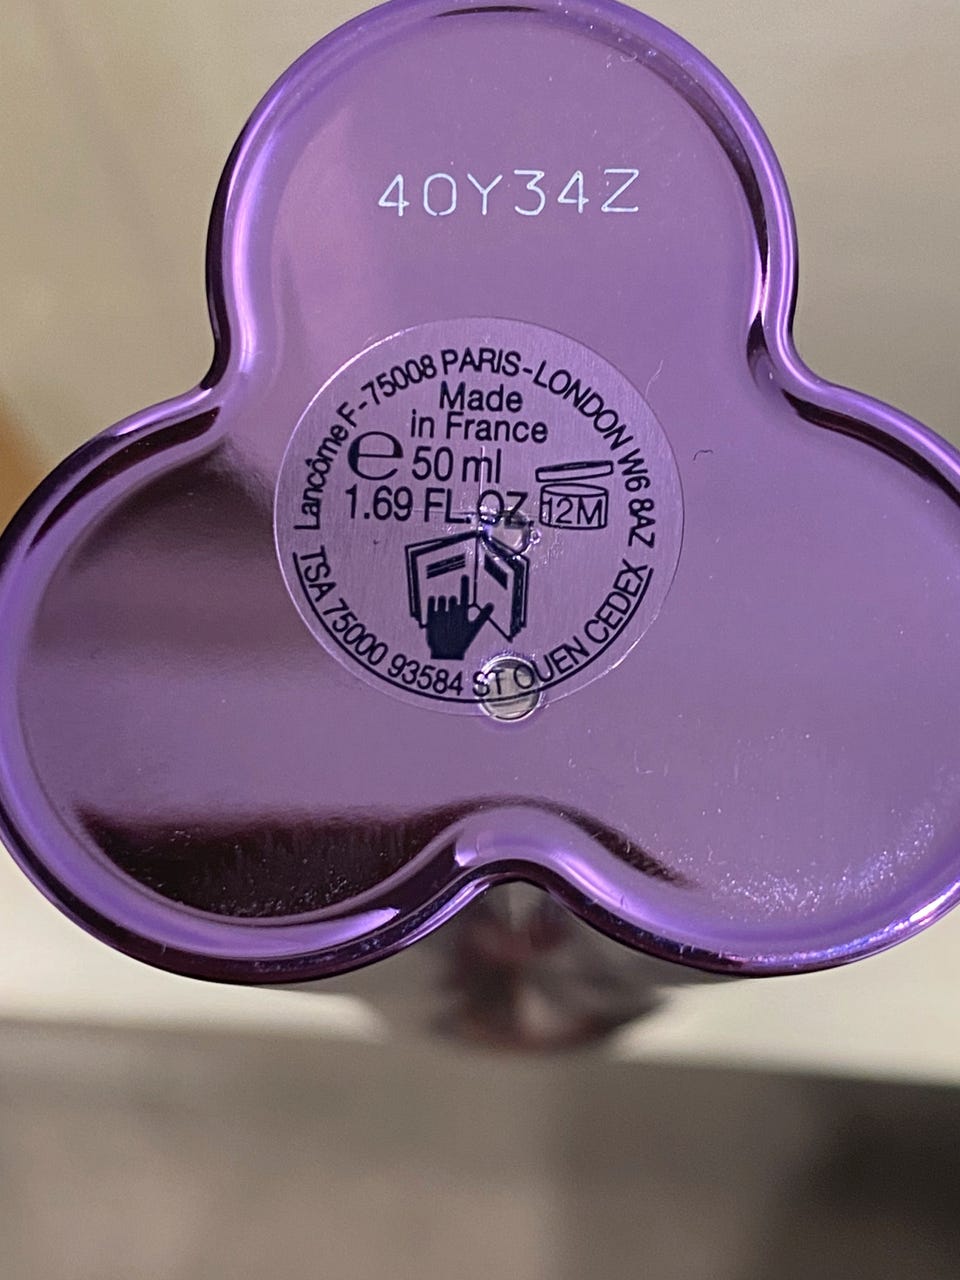 40Y34Z
Lancôme F-75008 PARIS-LONDON W6 8AZ
Made
in France
e 50 ml
1.69 FL.OZ.
12M
TSA 75000 93584 ST OUEN CEDEX